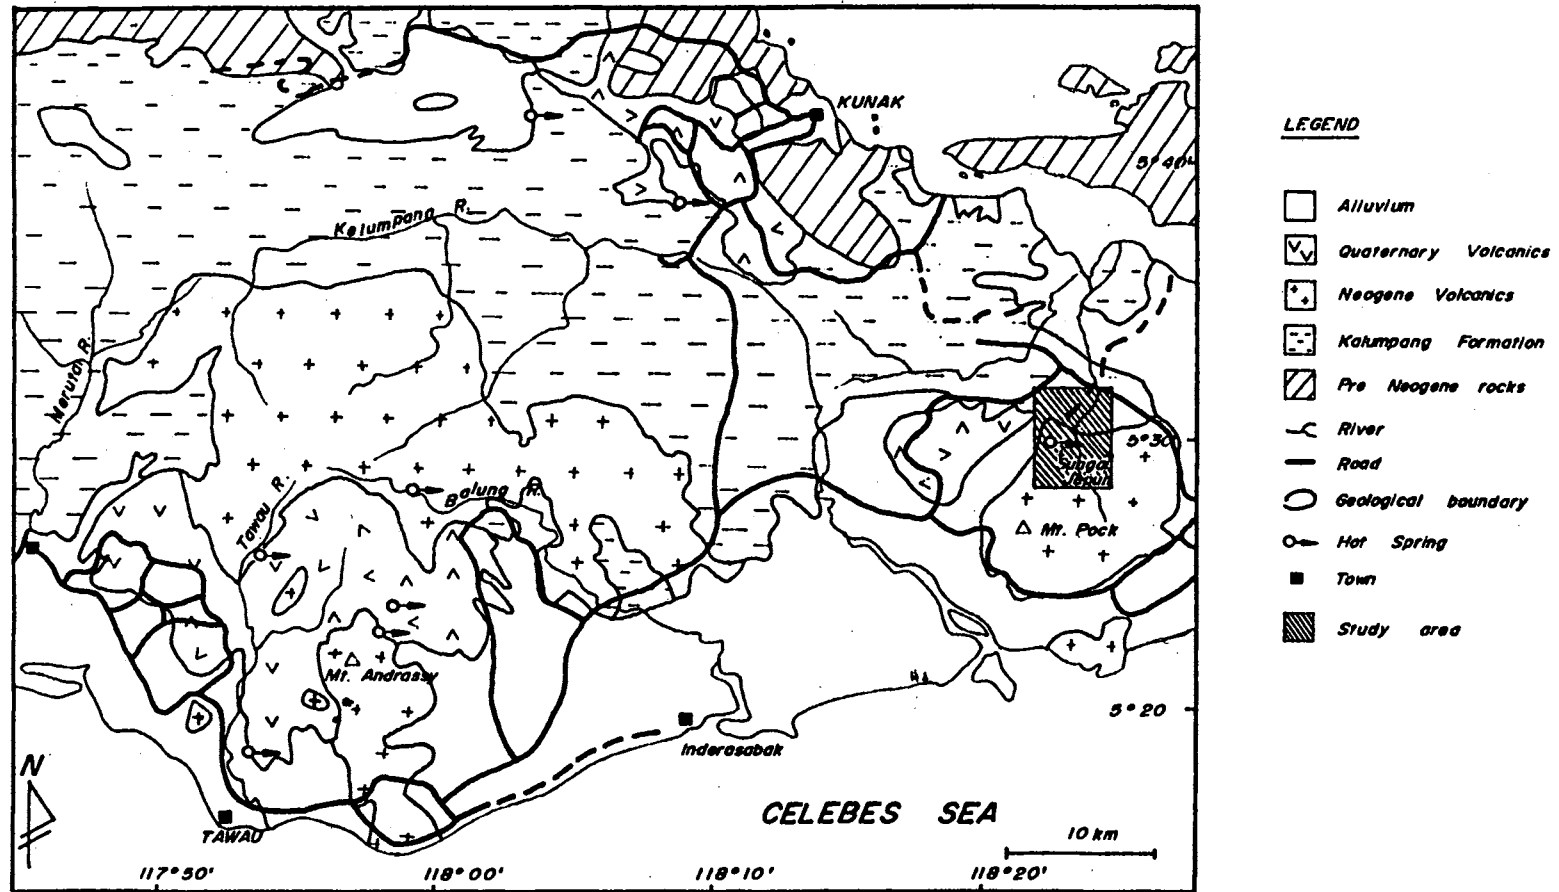 KUNAK
5°40'
Kelumpang R.
Merutai R.
5°30'
Balung R.
Tawau R.
Mt. Pock
Mt. Andrassy
5°20
Inderasabak
N
CELEBES SEA
TAWAU
10 km
117°50'
118°00'
118°10'
118°20'
LEGEND
Alluvium
Quaternary Volcanics
Neogene Volcanics
Kalumpang Formation
Pre Neogene rocks
River
Road
Geological boundary
Hot Spring
Town
Study area